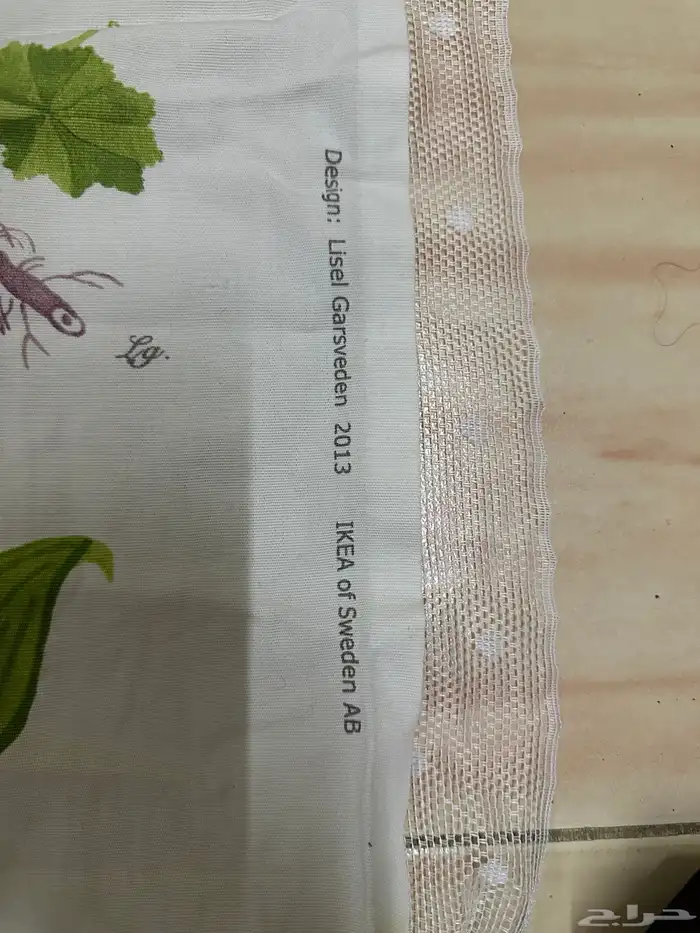 Design: Lisel Garsveden 2013 IKEA of Sweden AB
LG
حراج